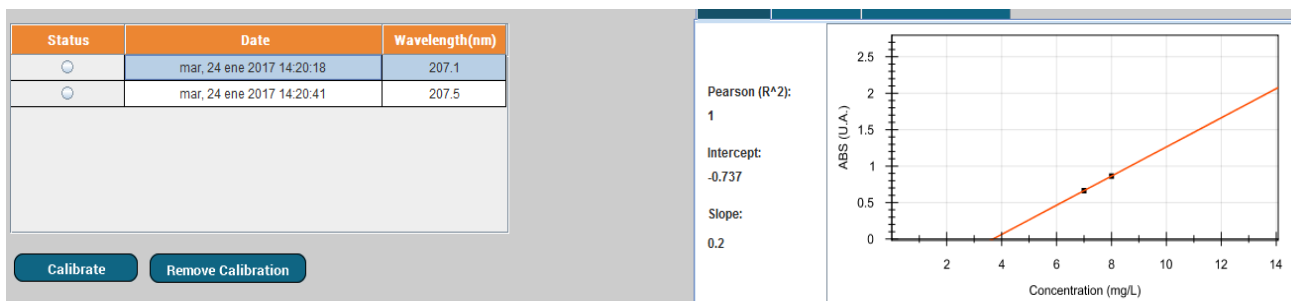 Status Date Wavelength(nm)
mar, 24 ene 2017 14:20:18 207.1
mar, 24 ene 2017 14:20:41 207.5
Calibrate Remove Calibration
Pearson (R^2):
1
Intercept:
-0.737
Slope:
0.2
ABS (U.A.)
2.5
2
1.5
1
0.5
0
2 4 6 8 10 12 14
Concentration (mg/L)